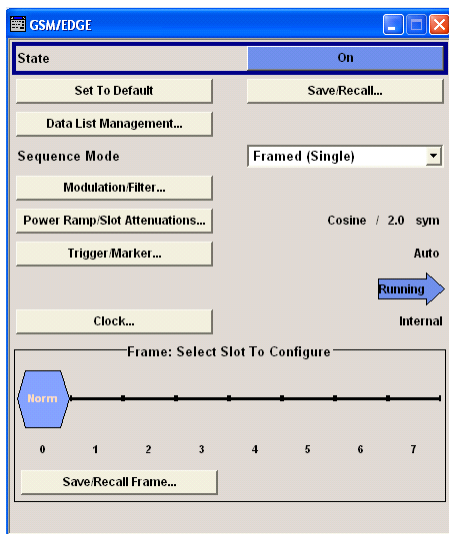 GSM/EDGE
State On
Set To Default Save/Recall...
Data List Management...
Sequence Mode Framed (Single)
Modulation/Filter...
Power Ramp/Slot Attenuations... Cosine / 2.0 sym
Trigger/Marker... Auto
Running
Clock... Internal
Frame: Select Slot To Configure
Norm
0 1 2 3 4 5 6 7
Save/Recall Frame...